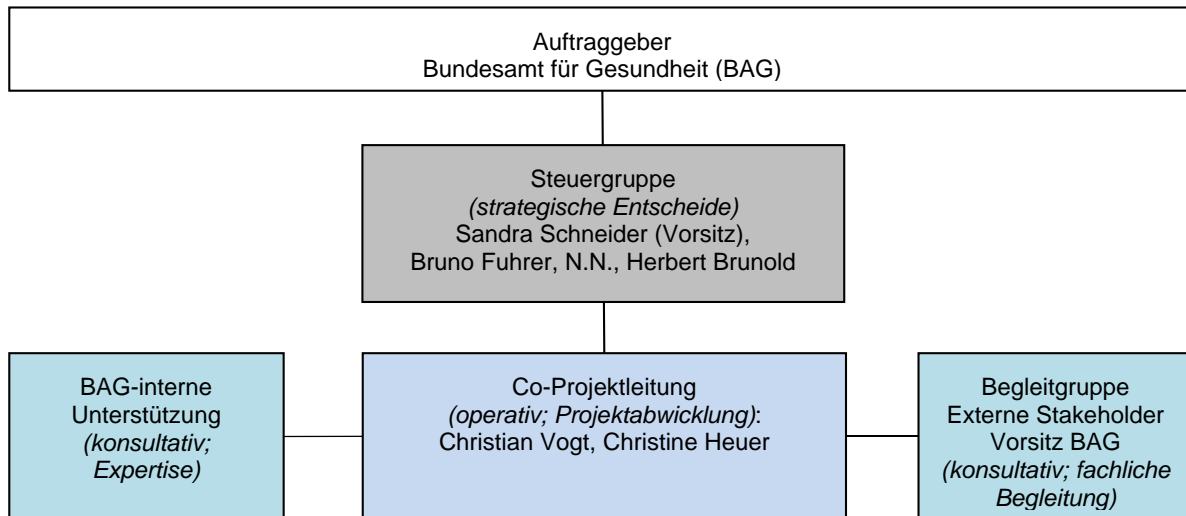 Auftraggeber
Bundesamt für Gesundheit (BAG)
Steuergruppe
(strategische Entscheide)
Sandra Schneider (Vorsitz),
Bruno Fuhrer, N.N., Herbert Brunold
BAG-interne
Unterstützung
(konsultativ;
Expertise)
Co-Projektleitung
(operativ; Projektabwicklung):
Christian Vogt, Christine Heuer
Begleitgruppe
Externe Stakeholder
Vorsitz BAG
(konsultativ; fachliche
Begleitung)